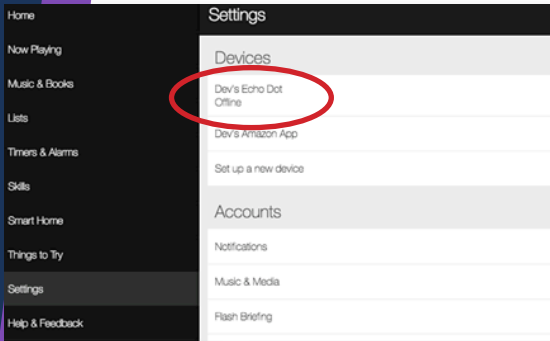 Home
Now Playing
Music & Books
Lists
Timers & Alarms
Skills
Smart Home
Things to Try
Settings
Help & Feedback
Settings
Devices
Dev's Echo Dot
Offline
Dev's Amazon App
Set up a new device
Accounts
Notifications
Music & Media
Flash Briefing